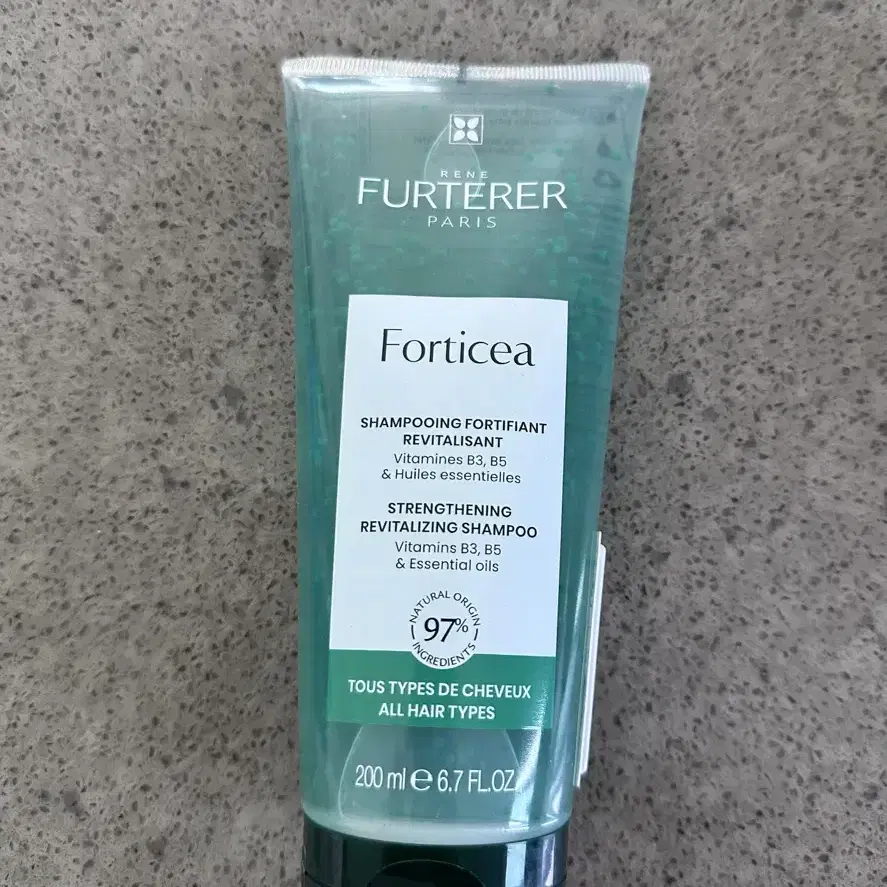 RENE
FURTERER
PARIS
Forticea
SHAMPOOING FORTIFIANT
REVITALISANT
Vitamines B3, B5
& Huiles essentielles
STRENGTHENING
REVITALIZING SHAMPOO
Vitamins B3, B5
& Essential oils
NATURAL ORIGIN
97%
INGREDIENTS
TOUS TYPES DE CHEVEUX
ALL HAIR TYPES
200 ml e 6.7 FL.OZ.